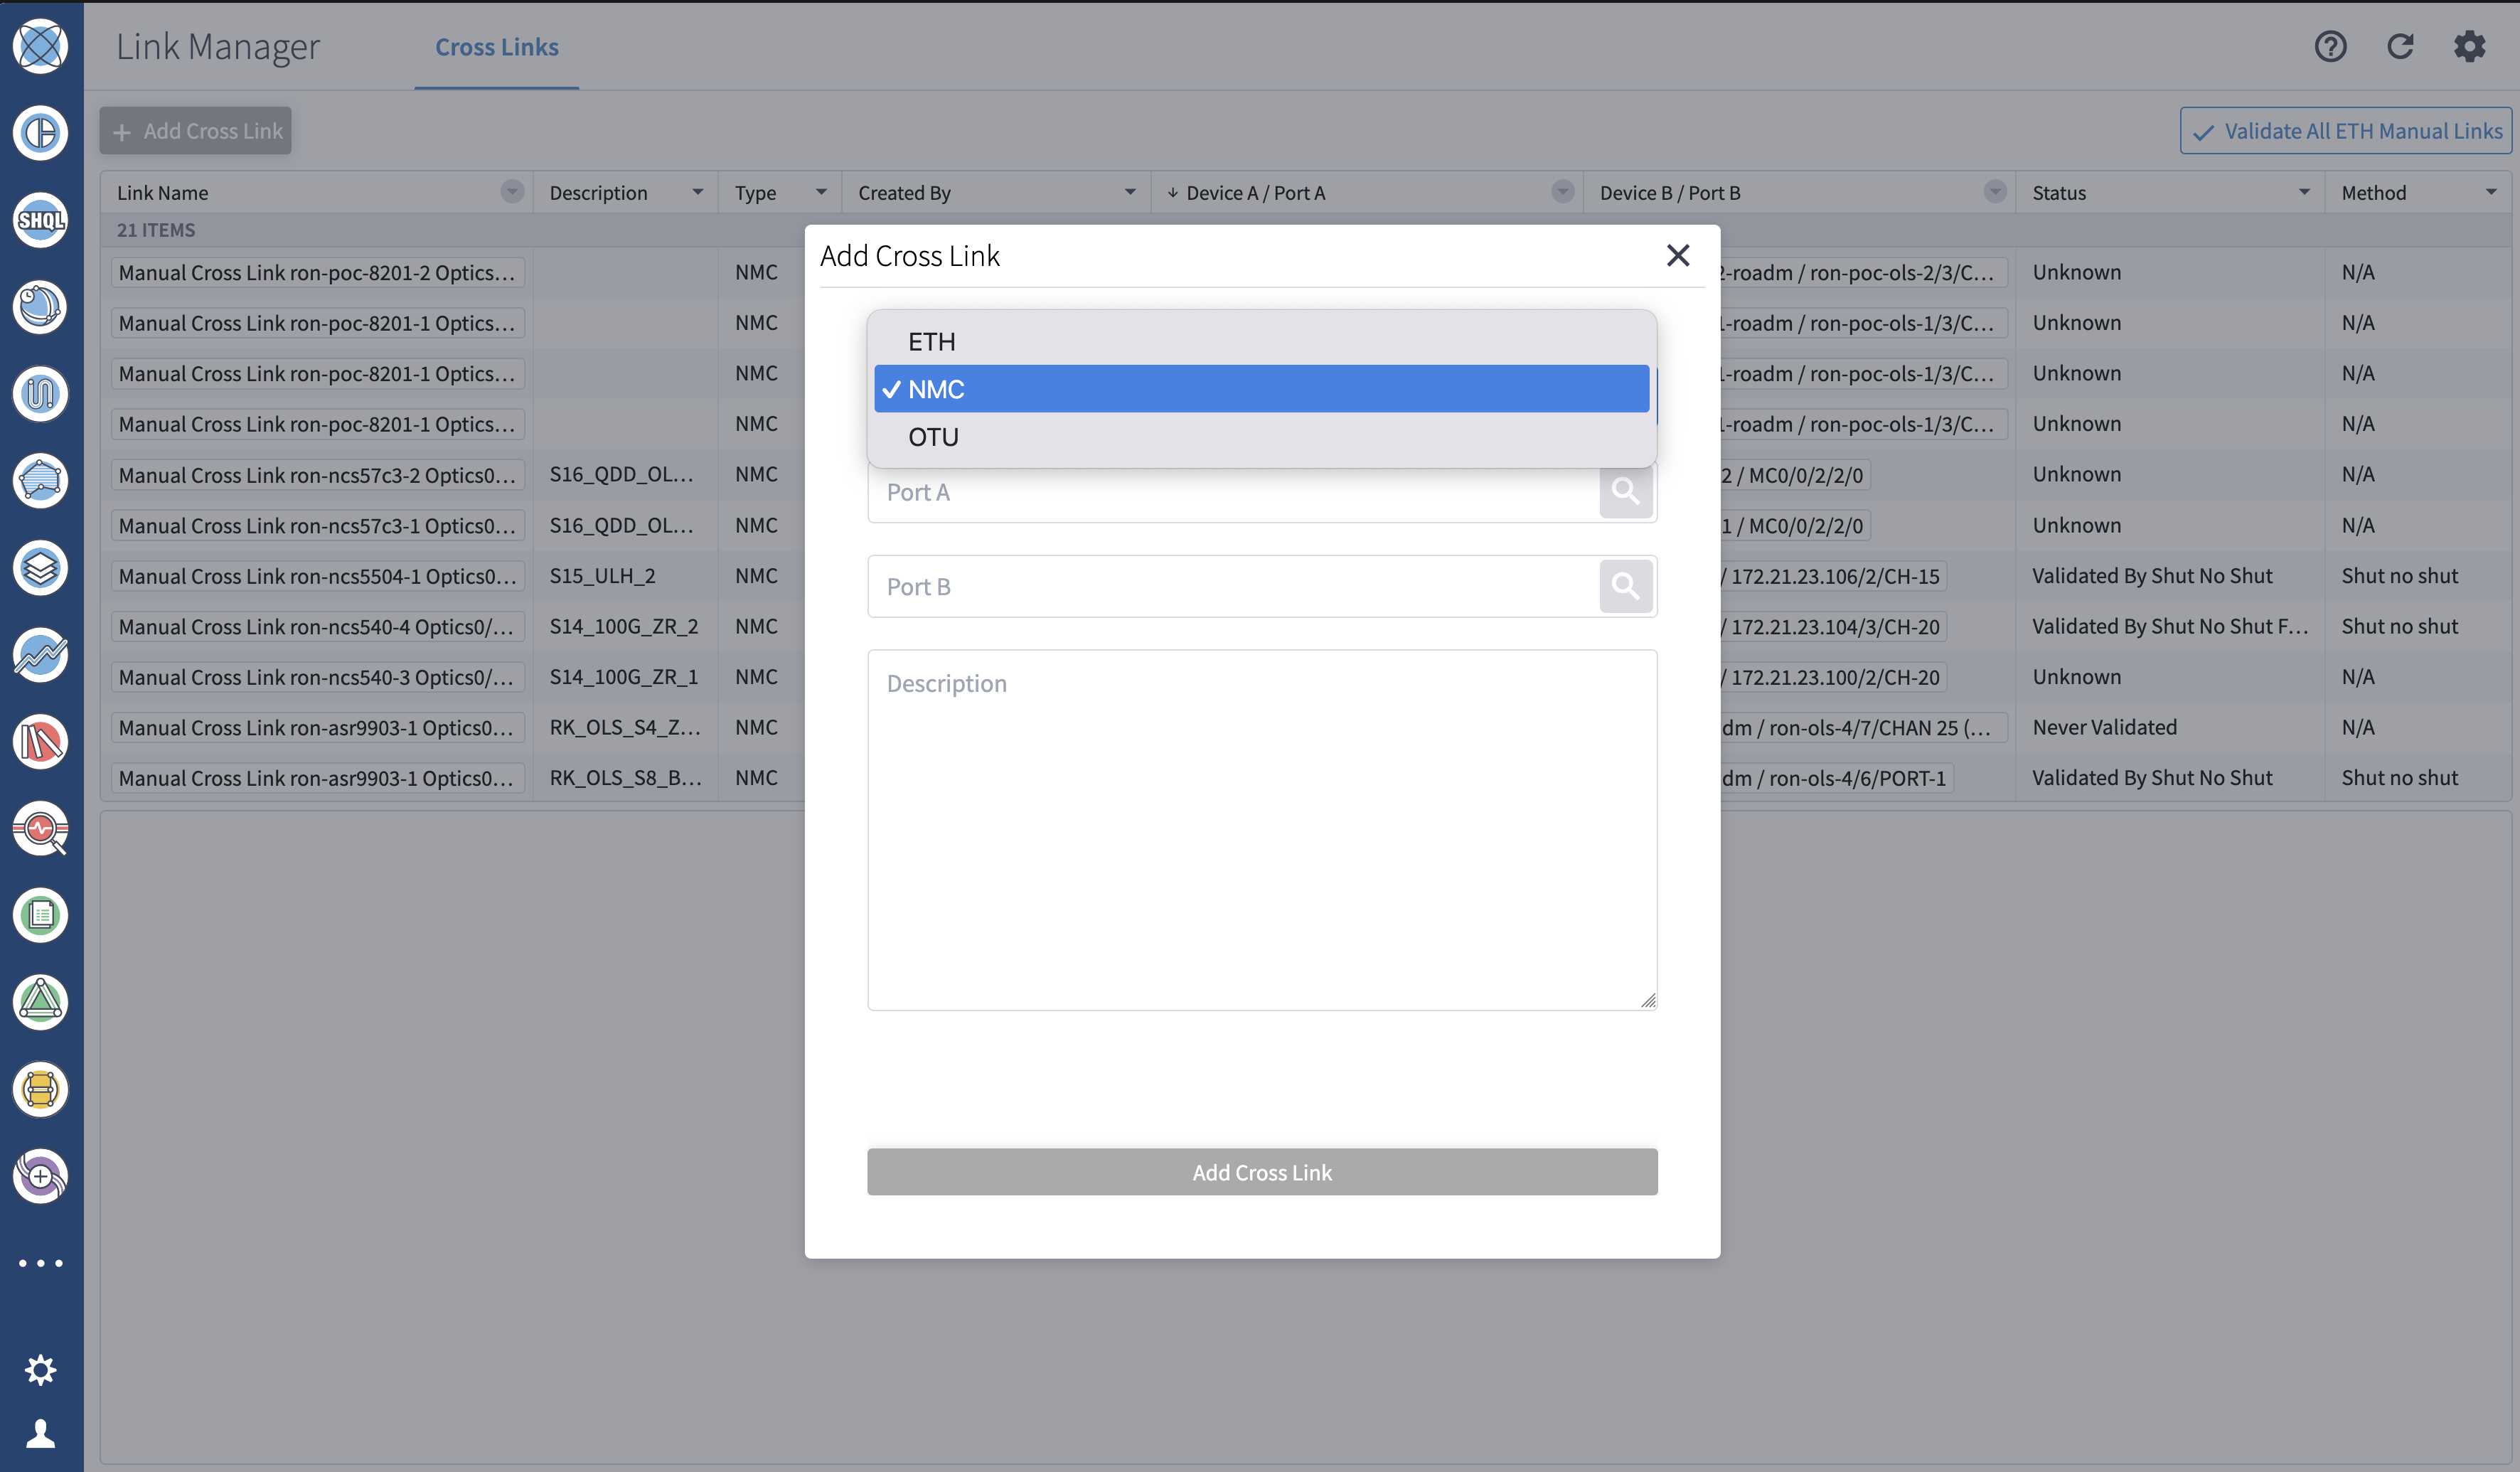 Link Manager
Cross Links
SHQL
+ Add Cross Link
Validate All ETH Manual Links
Link Name Description Type Created By Device A / Port A Device B / Port B Status Method
21 ITEMS
Manual Cross Link ron-poc-8201-2 Optics... NMC 2-roadm / ron-poc-ols-2/3/C... Unknown N/A
Manual Cross Link ron-poc-8201-1 Optics... NMC 1-roadm / ron-poc-ols-1/3/C... Unknown N/A
Manual Cross Link ron-poc-8201-1 Optics... NMC 1-roadm / ron-poc-ols-1/3/C... Unknown N/A
Manual Cross Link ron-poc-8201-1 Optics... NMC 1-roadm / ron-poc-ols-1/3/C... Unknown N/A
Manual Cross Link ron-ncs57c3-2 Optics0... S16_QDD_OL... NMC 2 / MC0/0/2/2/0 Unknown N/A
Manual Cross Link ron-ncs57c3-1 Optics0... S16_QDD_OL... NMC 1 / MC0/0/2/2/0 Unknown N/A
Manual Cross Link ron-ncs5504-1 Optics0... S15_ULH_2 NMC / 172.21.23.106/2/CH-15 Validated By Shut No Shut Shut no shut
Manual Cross Link ron-ncs540-4 Optics0/... S14_100G_ZR_2 NMC / 172.21.23.104/3/CH-20 Validated By Shut No Shut F... Shut no shut
Manual Cross Link ron-ncs540-3 Optics0/... S14_100G_ZR_1 NMC / 172.21.23.100/2/CH-20 Unknown N/A
Manual Cross Link ron-asr9903-1 Optics0... RK_OLS_S4_Z... NMC dm / ron-ols-4/7/CHAN 25 (... Never Validated N/A
Manual Cross Link ron-asr9903-1 Optics0... RK_OLS_S8_B... NMC dm / ron-ols-4/6/PORT-1 Validated By Shut No Shut Shut no shut
Add Cross Link
ETH
NMC
OTU
Port A
Port B
Description
Add Cross Link